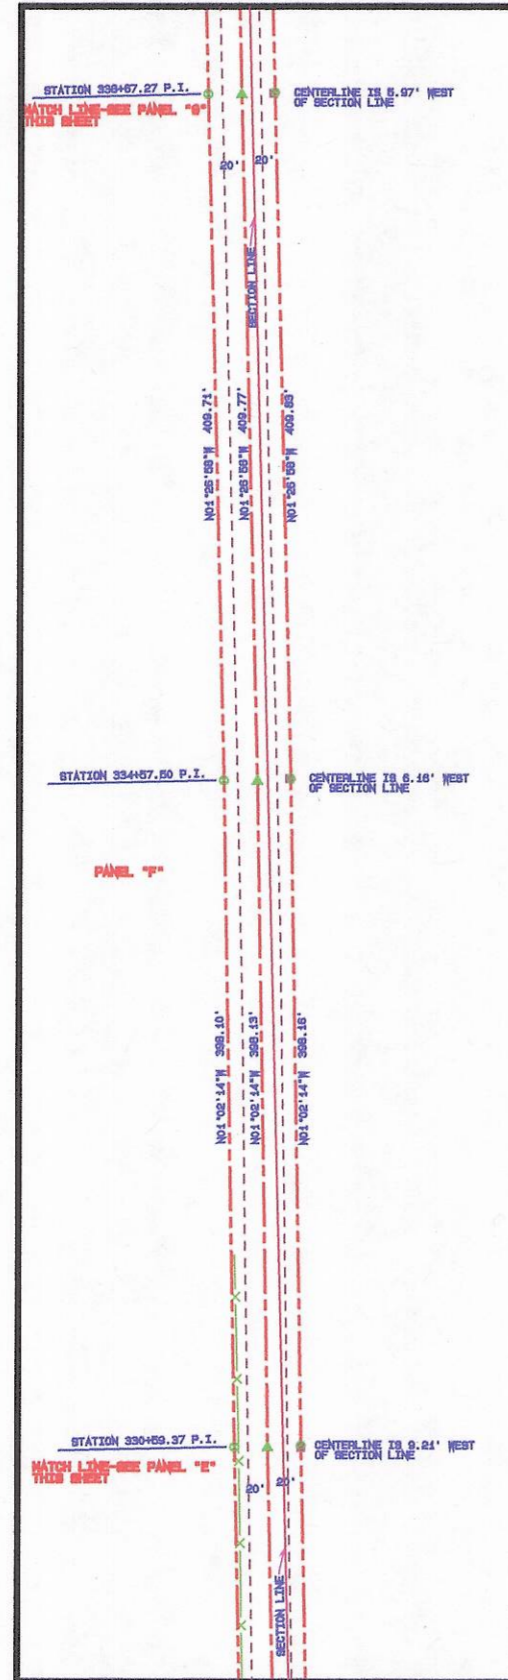 STATION 338+67.27 P.I.
CENTERLINE IS 5.97' WEST
OF SECTION LINE
MATCH LINE-SEE PANEL "G"
THIS SHEET
20'
20'
SECTION LINE
N01°26'58"W 409.71'
N01°26'58"W 409.77'
N01°26'58"W 409.83'
STATION 334+57.50 P.I.
CENTERLINE IS 6.16' WEST
OF SECTION LINE
PANEL "F"
N01°02'14"W 398.10'
N01°02'14"W 398.13'
N01°02'14"W 398.16'
STATION 330+59.37 P.I.
CENTERLINE IS 9.21' WEST
OF SECTION LINE
MATCH LINE-SEE PANEL "E"
THIS SHEET
20'
20'
SECTION LINE